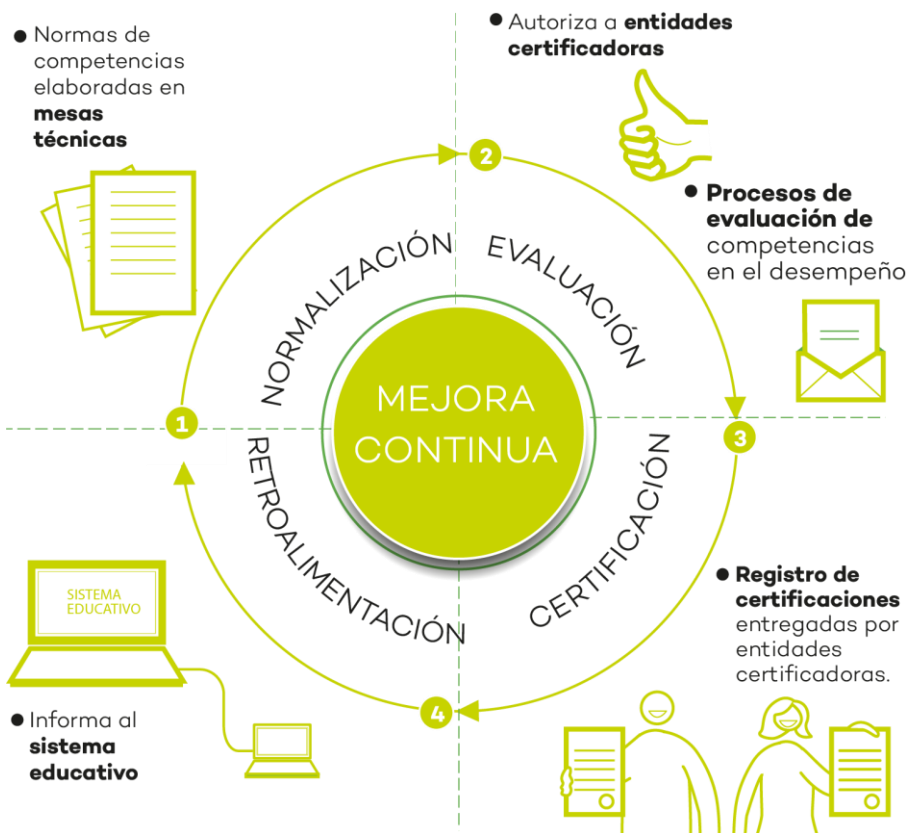 ● Normas de
competencias
elaboradas en
mesas
técnicas
● Autoriza a entidades
certificadoras
2
● Procesos de
evaluación de
competencias
en el desempeño
NORMALIZACIÓN
EVALUACIÓN
MEJORA
CONTINUA
1
3
RETROALIMENTACIÓN
CERTIFICACIÓN
SISTEMA
EDUCATIVO
● Informa al
sistema
educativo
4
● Registro de
certificaciones
entregadas por
entidades
certificadoras.